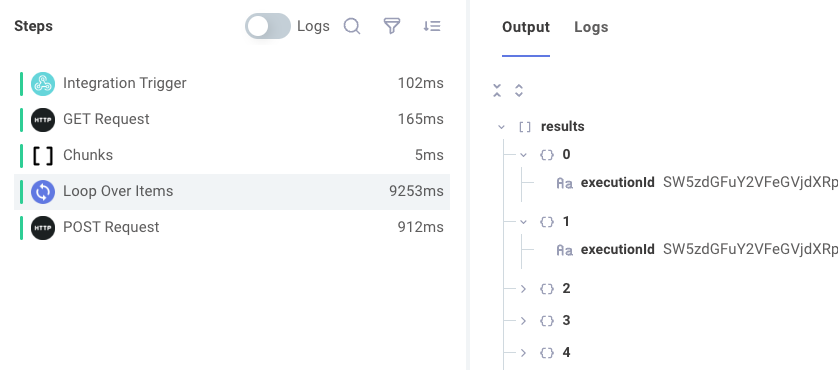 Steps
Logs
Integration Trigger 102ms
HTTP GET Request 165ms
[ ] Chunks 5ms
Loop Over Items 9253ms
HTTP POST Request 912ms
Output Logs
[] results
{} 0
Aa executionId SW5zdGFuY2VFeGVjdXRp
{} 1
Aa executionId SW5zdGFuY2VFeGVjdXRp
{} 2
{} 3
{} 4